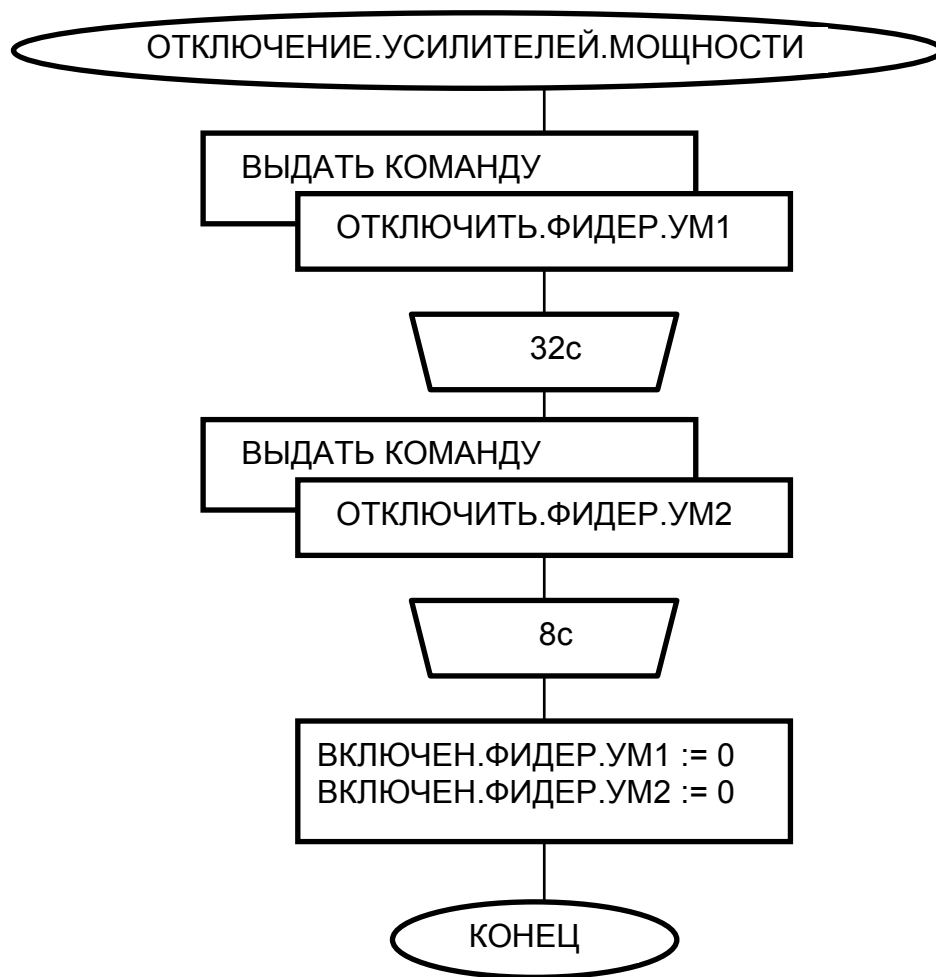 ОТКЛЮЧЕНИЕ.УСИЛИТЕЛЕЙ.МОЩНОСТИ
ВЫДАТЬ КОМАНДУ
ОТКЛЮЧИТЬ.ФИДЕР.УМ1
32с
ВЫДАТЬ КОМАНДУ
ОТКЛЮЧИТЬ.ФИДЕР.УМ2
8с
ВКЛЮЧЕН.ФИДЕР.УМ1 := 0
ВКЛЮЧЕН.ФИДЕР.УМ2 := 0
КОНЕЦ